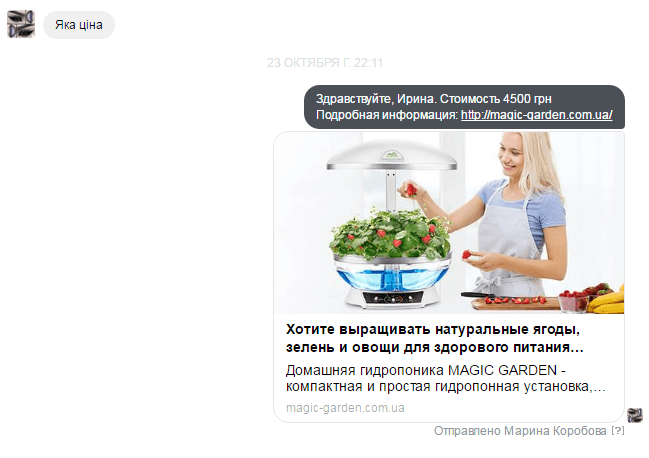 Яка ціна
23 ОКТЯБРЯ Г. 22:11
Здравствуйте, Ирина. Стоимость 4500 грн
Подробная информация: http://magic-garden.com.ua/
Хотите выращивать натуральные ягоды,
зелень и овощи для здорового питания...
Домашняя гидропоника MAGIC GARDEN -
компактная и простая гидропонная установка,...
magic-garden.com.ua
Отправлено Марина Коробова [?]